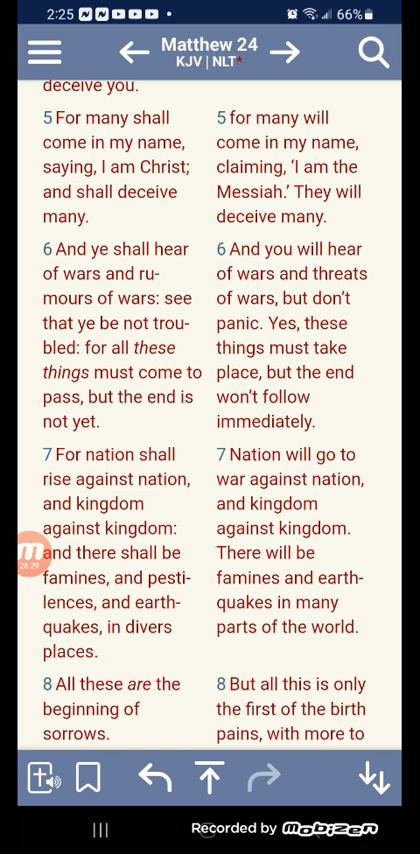 2:25
66%
Matthew 24
KJV | NLT*
deceive you.
5 For many shall
come in my name,
saying, I am Christ;
and shall deceive
many.
6 And ye shall hear
of wars and ru-
mours of wars: see
that ye be not trou-
bled: for all these
things must come to
pass, but the end is
not yet.
7 For nation shall
rise against nation,
and kingdom
against kingdom:
and there shall be
famines, and pesti-
lences, and earth-
quakes, in divers
places.
8 All these are the
beginning of
sorrows.
5 for many will
come in my name,
claiming, ‘I am the
Messiah.’ They will
deceive many.
6 And you will hear
of wars and threats
of wars, but don’t
panic. Yes, these
things must take
place, but the end
won’t follow
immediately.
7 Nation will go to
war against nation,
and kingdom
against kingdom.
There will be
famines and earth-
quakes in many
parts of the world.
8 But all this is only
the first of the birth
pains, with more to
28:29
Recorded by Mobizen